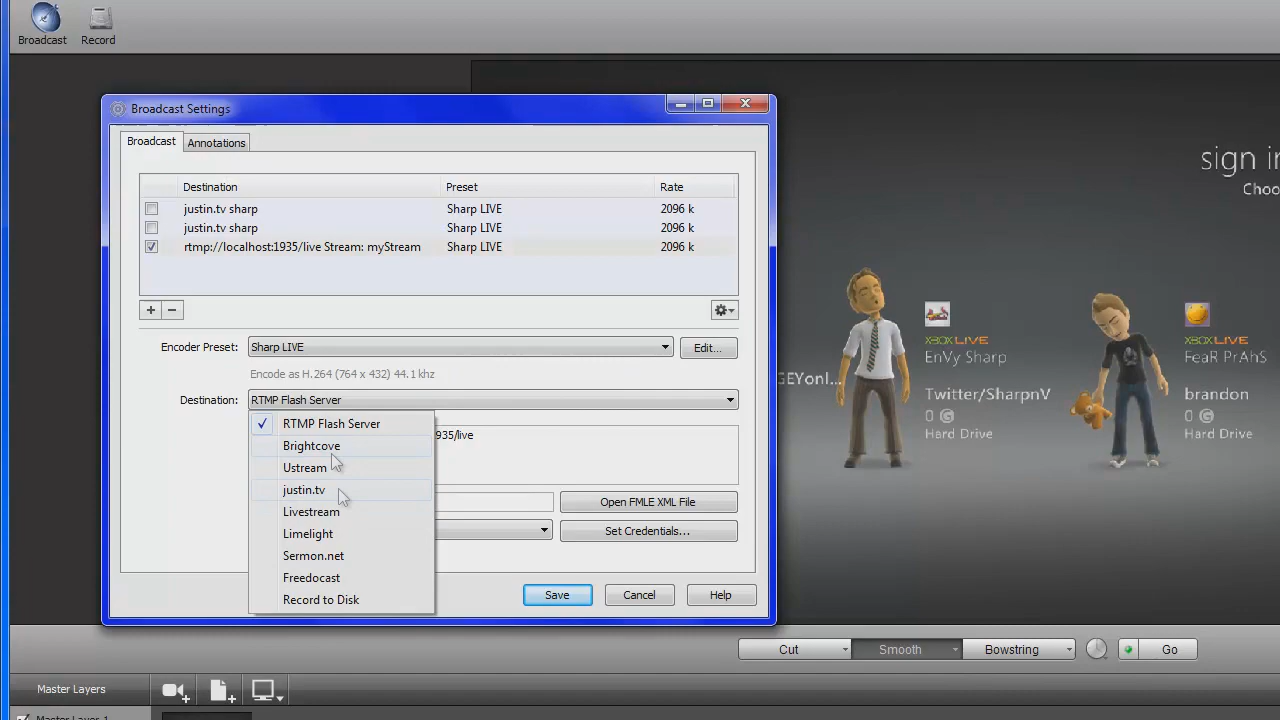 Broadcast
Record
Broadcast Settings
Broadcast
Annotations
Destination
Preset
Rate
justin.tv sharp
Sharp LIVE
2096 k
justin.tv sharp
Sharp LIVE
2096 k
rtmp://localhost:1935/live Stream: myStream
Sharp LIVE
2096 k
Encoder Preset:
Sharp LIVE
Edit...
Encode as H.264 (764 x 432) 44.1 khz
Destination:
RTMP Flash Server
RTMP Flash Server
935/live
Brightcove
Ustream
justin.tv
Open FMLE XML File
Livestream
Limelight
Set Credentials...
Sermon.net
Freedocast
Record to Disk
Save
Cancel
Help
sign in
Choo
GEYonl...
XBOX LIVE
EnVy Sharp
Twitter/SharpnV
0 G
Hard Drive
XBOX LIVE
FeaR PrAhS
brandon
0 G
Hard Drive
Cut
Smooth
Bowstring
Go
Master Layers
Master Layer 1